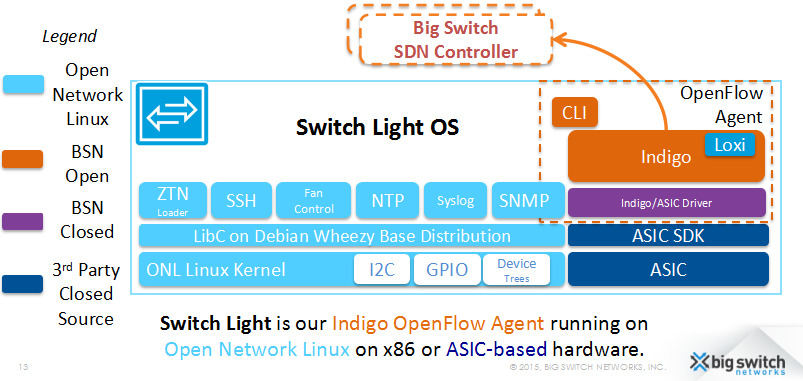 Legend
Open
Network
Linux
BSN
Open
BSN
Closed
3rd Party
Closed
Source
Big Switch
SDN Controller
Switch Light OS
OpenFlow
Agent
CLI
Loxi
Indigo
ZTN
Loader
SSH
Fan
Control
NTP
Syslog
SNMP
Indigo/ASIC Driver
LibC on Debian Wheezy Base Distribution
ASIC SDK
ONL Linux Kernel
I2C
GPIO
Device
Trees
ASIC
Switch Light is our Indigo OpenFlow Agent running on
Open Network Linux on x86 or ASIC-based hardware.
13
© 2015, BIG SWITCH NETWORKS, INC.
big switch
networks